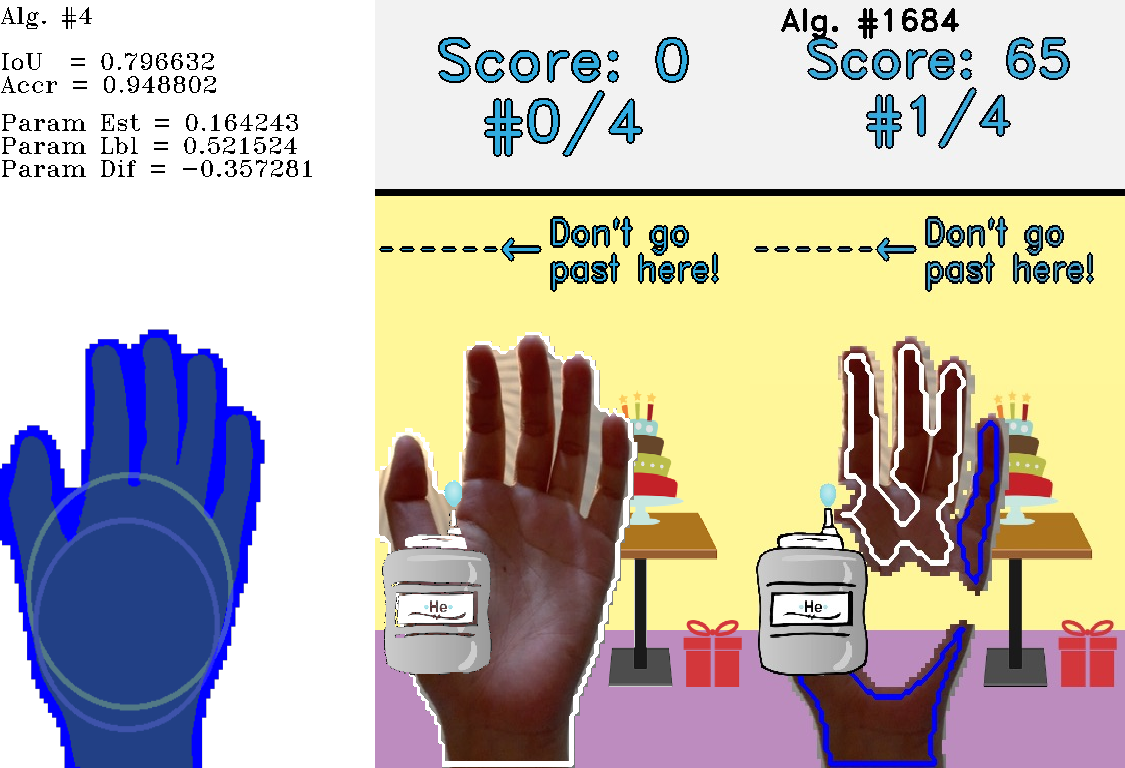 Alg. #4
IoU = 0.796632
Accr = 0.948802
Param Est = 0.164243
Param Lbl = 0.521524
Param Dif = -0.357281
Score: 0
#0/4
Alg. #1684
Score: 65
#1/4
Don't go
past here!
Don't go
past here!
He
He